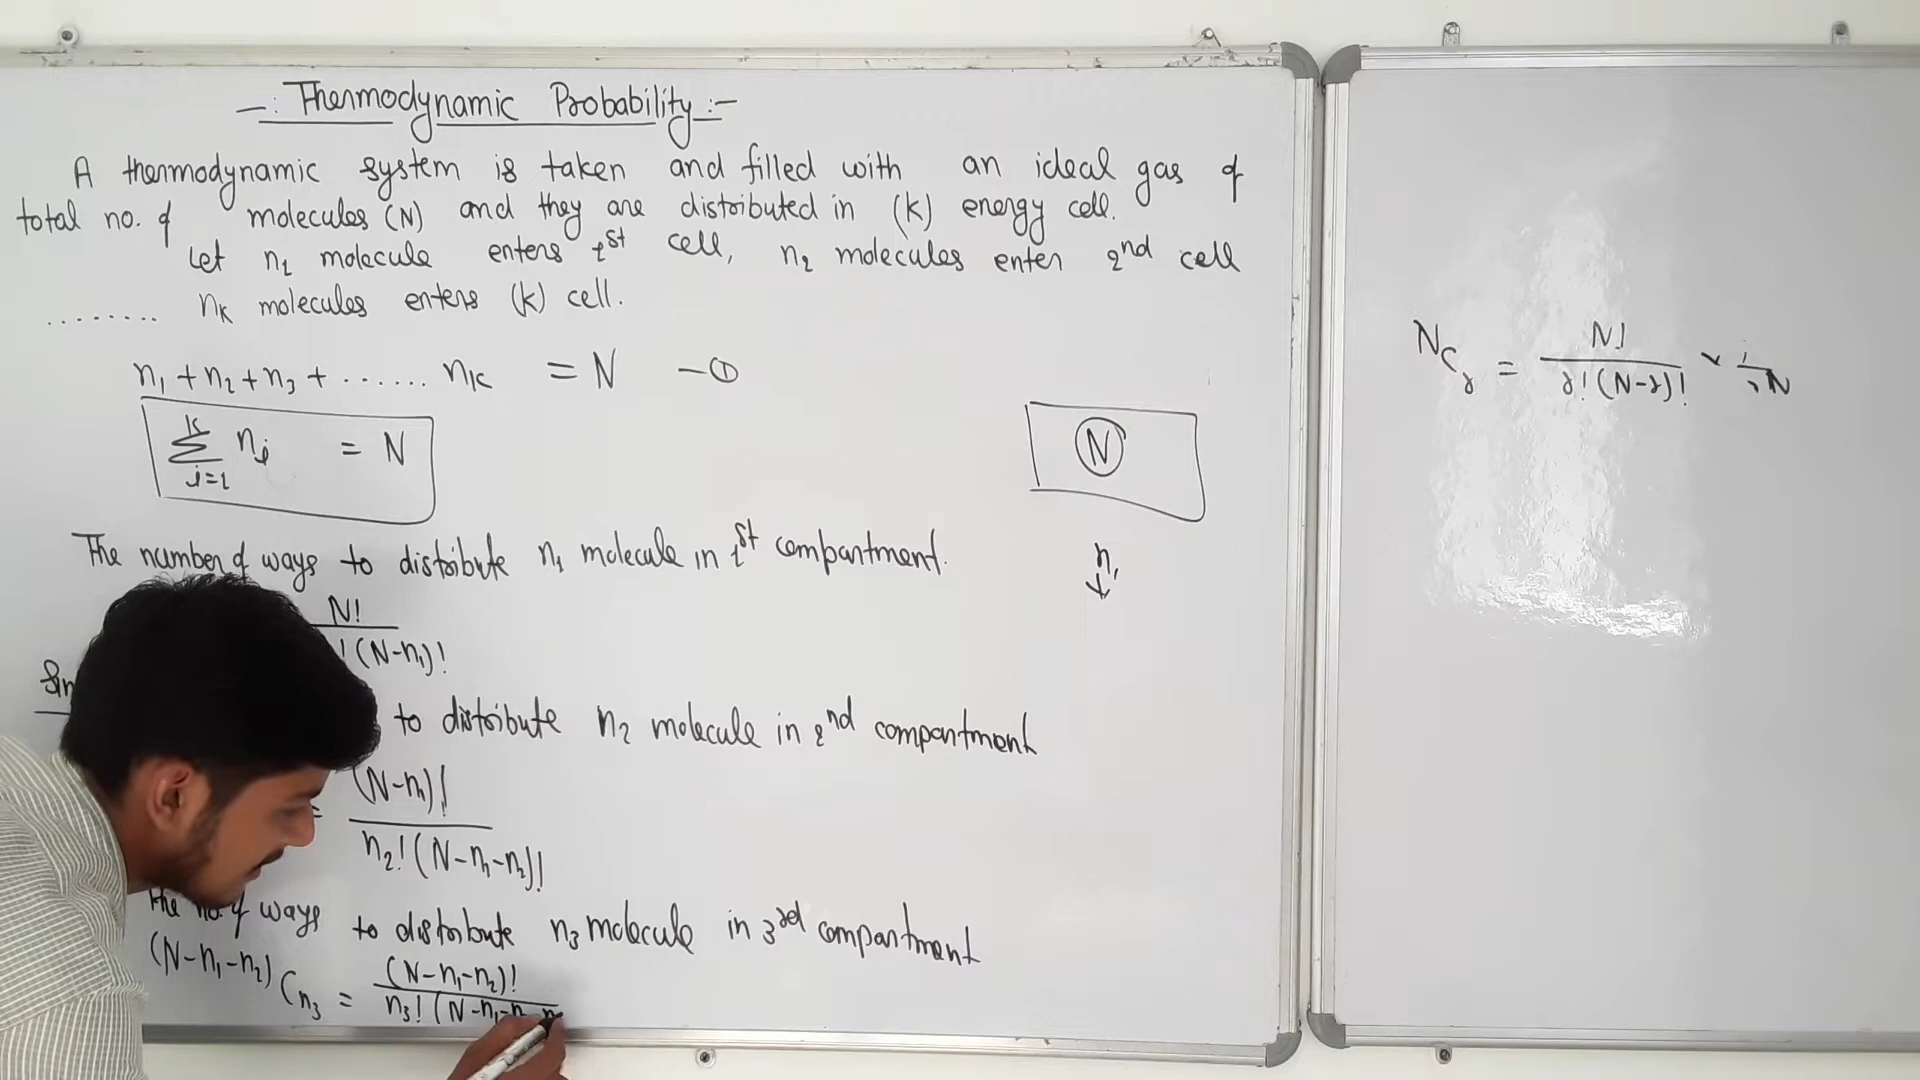 -: Thermodynamic Probability :-
A thermodynamic system is taken and filled with an ideal gas of
total no. of molecules (N) and they are distributed in (K) energy cell.
Let n1 molecule enters 1st cell, n2 molecules enter 2nd cell
........ nK molecules enters (K) cell.
n1 + n2 + n3 + ...... nK = N — ①
K
∑ ni = N
i=1
N
The number of ways to distribute n1 molecule in 1st compartment.
n1
↓
N!
!(N-n1)!
to distribute n2 molecule in 2nd compartment
= (N-n1)!
n2!(N-n1-n2)!
The no. of ways to distribute n3 molecule in 3rd compartment
(N-n1-n2)Cn3 = (N-n1-n2)!
n3!(N-n1-n
NCr = N!
r!(N-r)!